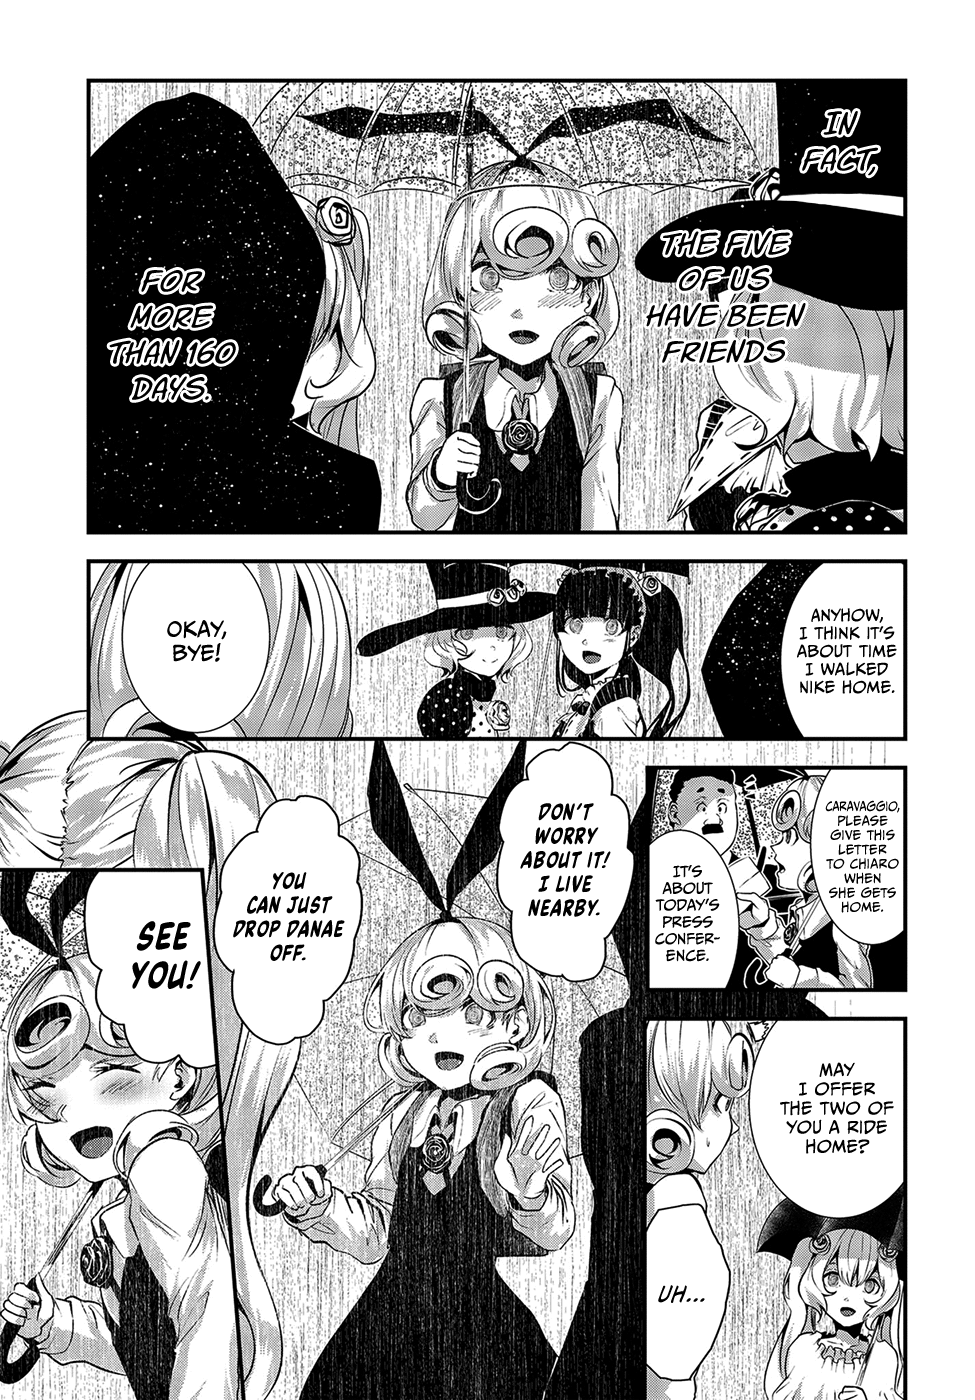 IN
FACT,
THE FIVE
OF US
HAVE BEEN
FRIENDS
FOR
MORE
THAN 160
DAYS.
ANYHOW,
I THINK IT'S
ABOUT TIME
I WALKED
NIKE HOME.
OKAY,
BYE!
CARAVAGGIO,
PLEASE
GIVE THIS
LETTER
TO CHIARO
WHEN
SHE GETS
HOME.
IT'S
ABOUT
TODAY'S
PRESS
CONFER-
ENCE.
MAY
I OFFER
THE TWO OF
YOU A RIDE
HOME?
UH...
DON'T
WORRY
ABOUT IT!
I LIVE
NEARBY.
YOU
CAN JUST
DROP DANAE
OFF.
SEE
YOU!